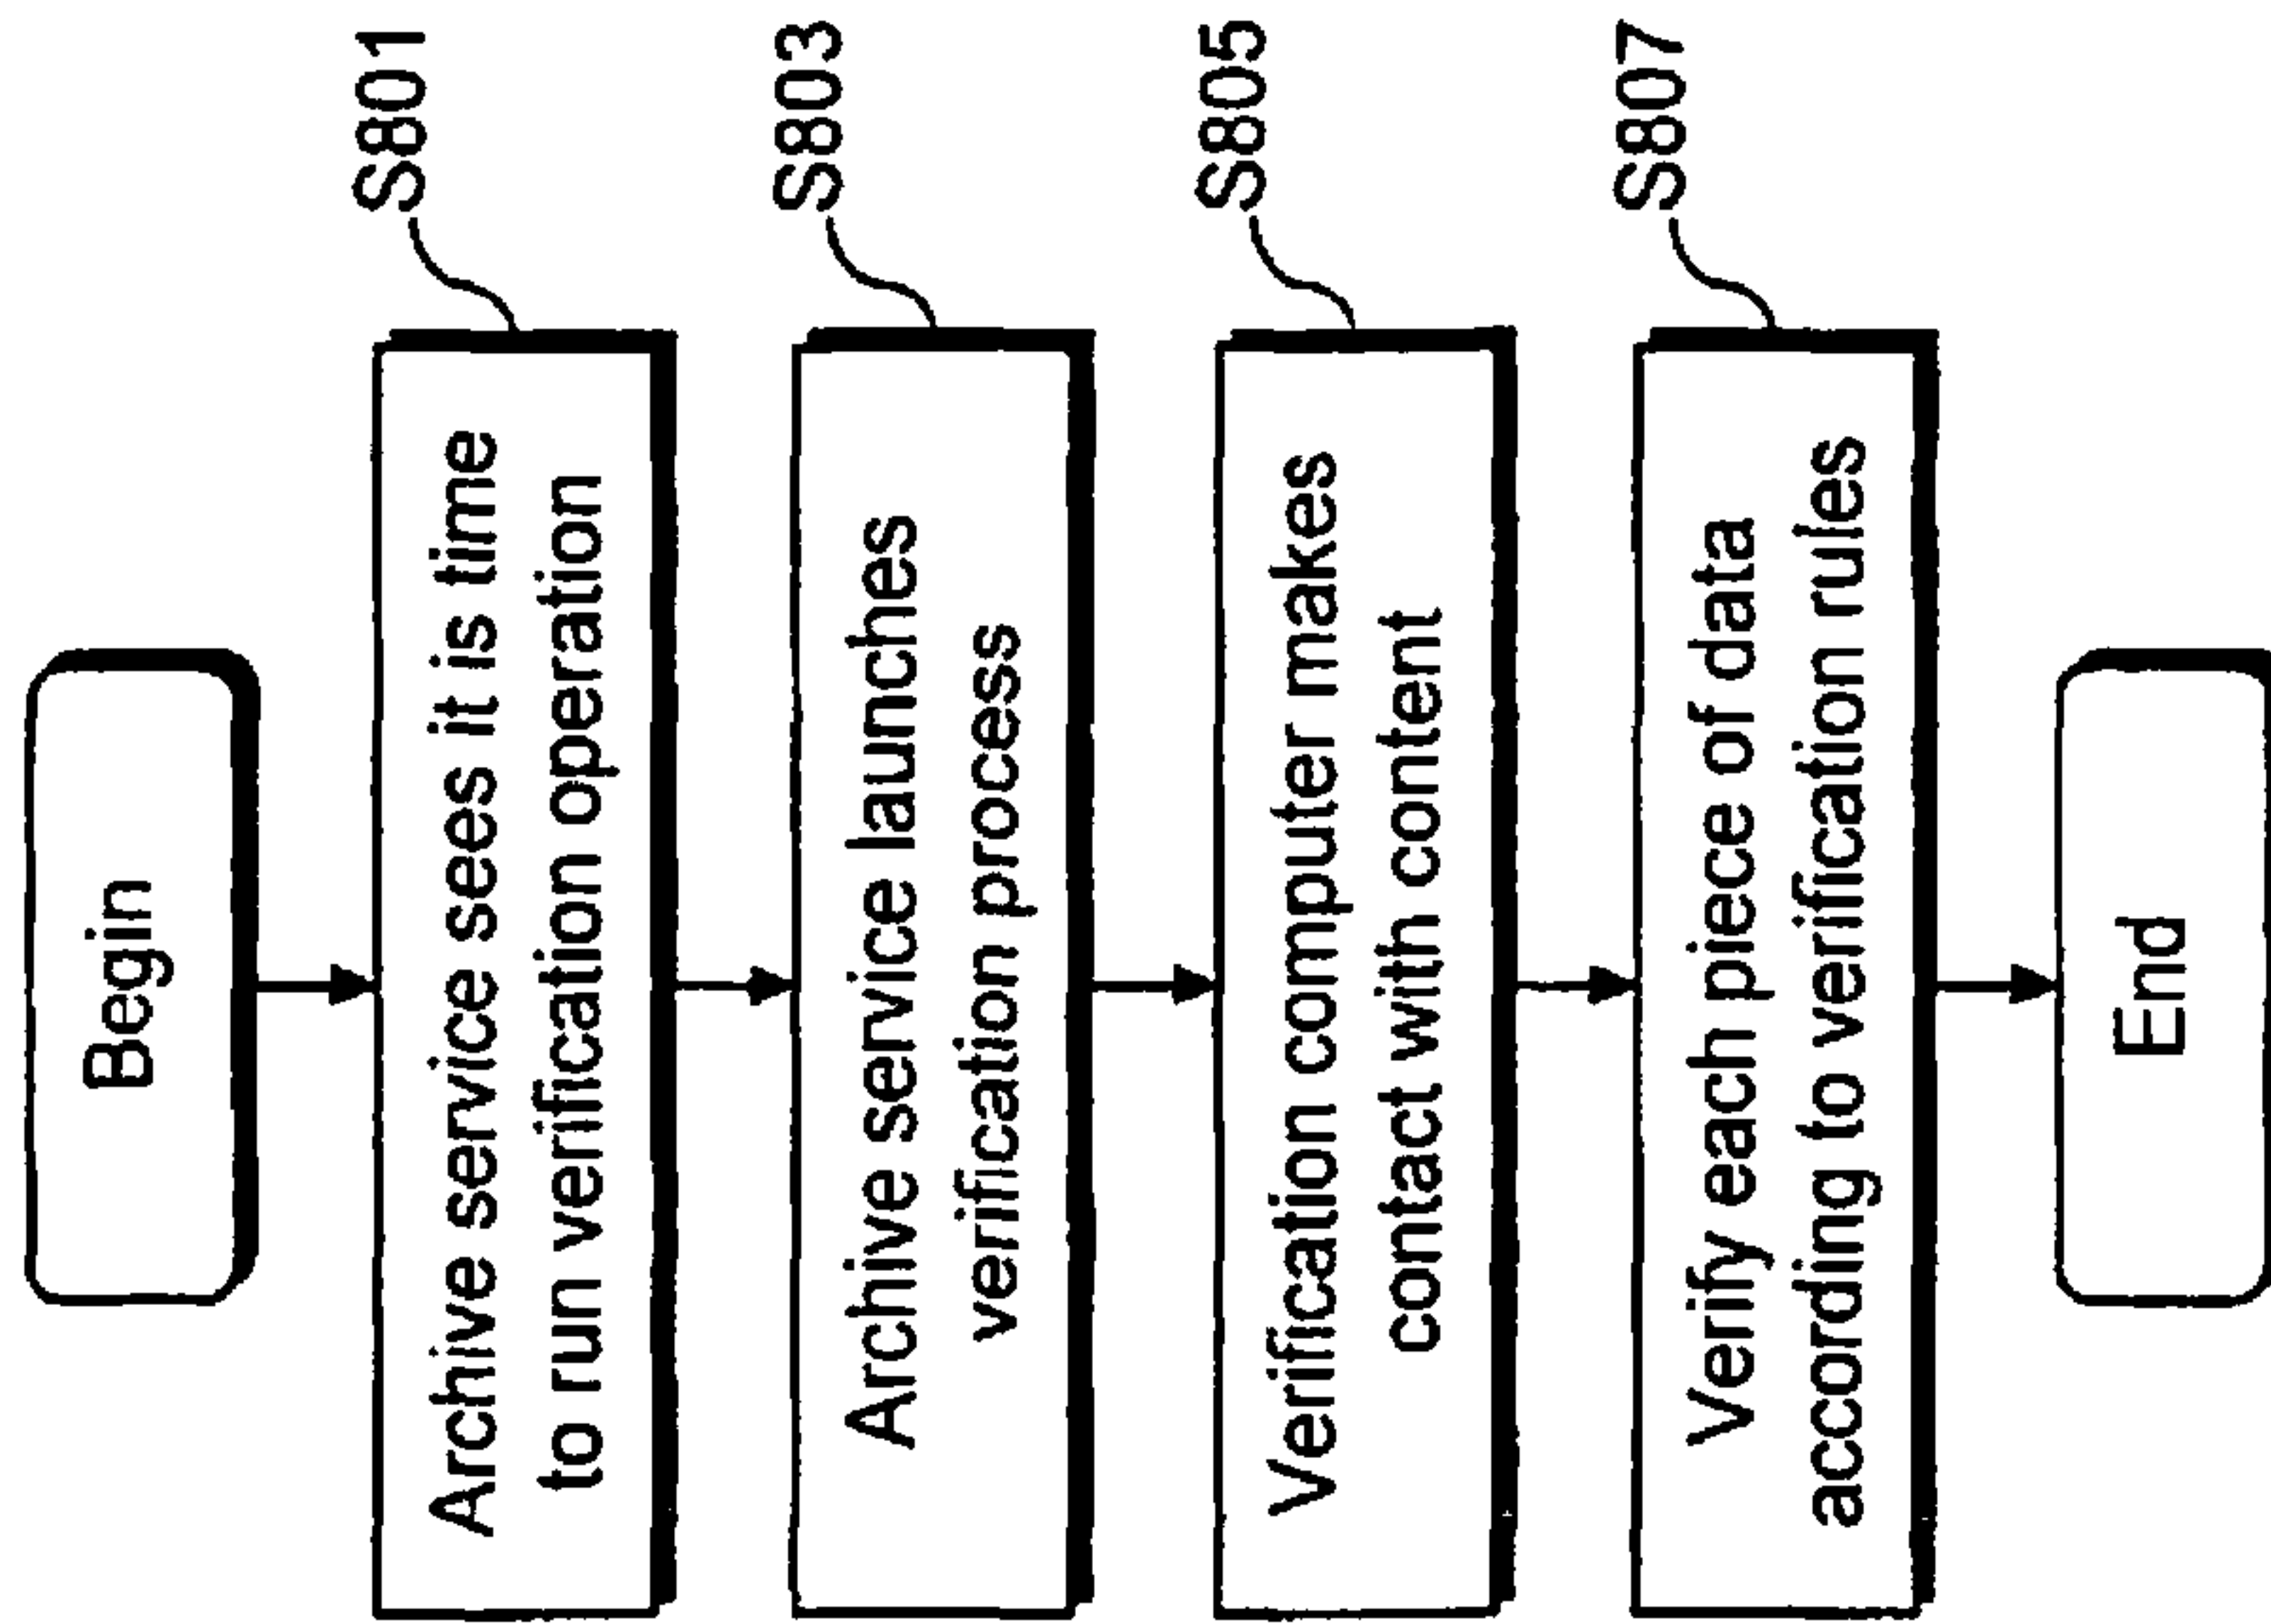 Begin
Archive service sees it is time
to run verification operation
S801
Archive service launches
verification process
S803
Verification computer makes
contact with content
S805
Verify each piece of data
according to verification rules
S807
End